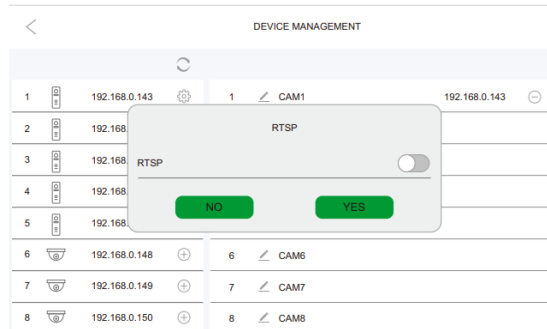 DEVICE MANAGEMENT
1 192.168.0.143 1 CAM1 192.168.0.143
2 192.168.
RTSP
3 192.168.
RTSP
4 192.168.
NO YES
5 192.168.
6 192.168.0.148 6 CAM6
7 192.168.0.149 7 CAM7
8 192.168.0.150 8 CAM8